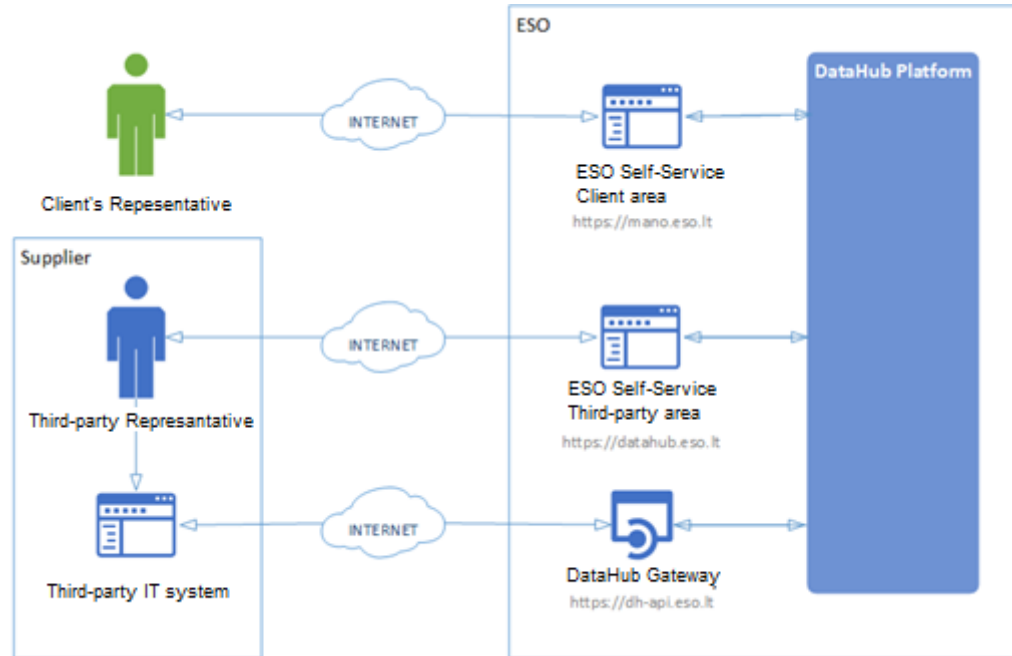 ESO
DataHub Platform
INTERNET
ESO Self-Service
Client area
https://mano.eso.lt
Client's Repesentative
Supplier
INTERNET
Third-party Represantative
ESO Self-Service
Third-party area
https://datahub.eso.lt
INTERNET
Third-party IT system
DataHub Gateway
https://dh-api.eso.lt